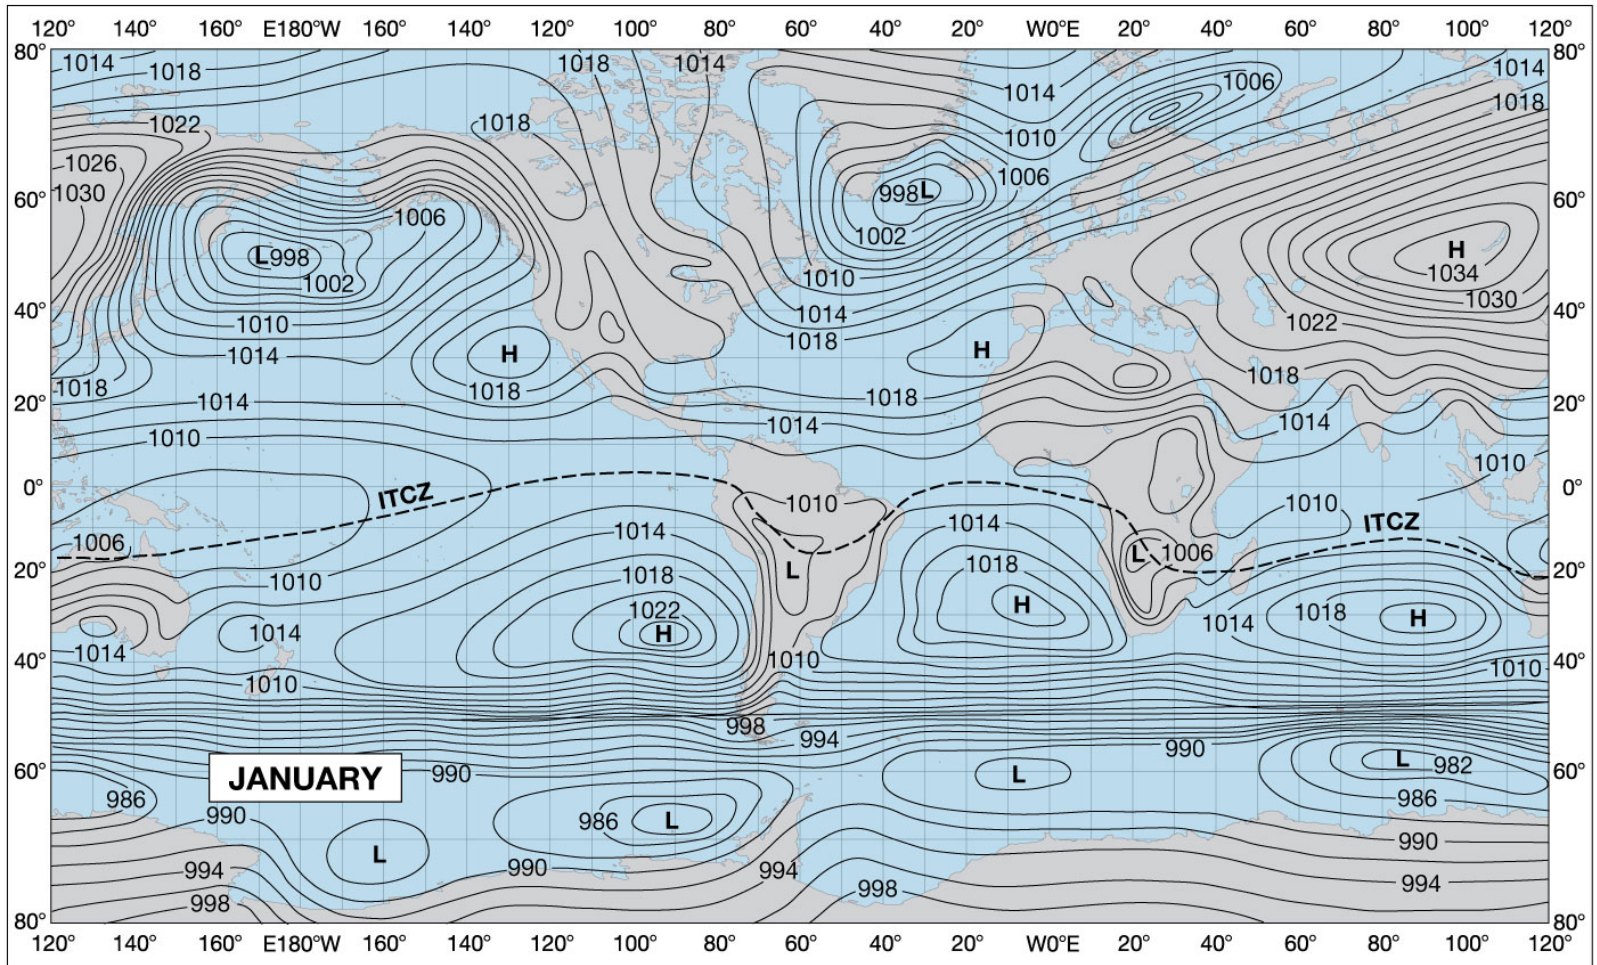 120° 140° 160° E180°W 160° 140° 120° 100° 80° 60° 40° 20° W0°E 20° 40° 60° 80° 100° 120°
80° 1014 1018 1018 1014 1014 1006 1014 80°
1018
1022 1018 1010
1026
1030 998 L 1006
60° 1006 1002 60°
L 998 1002 1010 H
1034
1030
40° 1010 1014 1022 40°
1014 H 1018 H
1018 1018 1018 1018
20° 1014 1014 1014 20°
1010 1010
0° ITCZ 1010 1010 ITCZ 0°
1006 1014 1014 L 1006
20° 1010 1018 L 1018 20°
1022 H 1018 H
1014 H 1014
1014 1010 1010
40° 1010 40°
998 994 990
60° JANUARY 990 L L 982 60°
986 990 986 L 986
L 990 990
994 994 998 994
998
80° 80°
120° 140° 160° E180°W 160° 140° 120° 100° 80° 60° 40° 20° W0°E 20° 40° 60° 80° 100° 120°